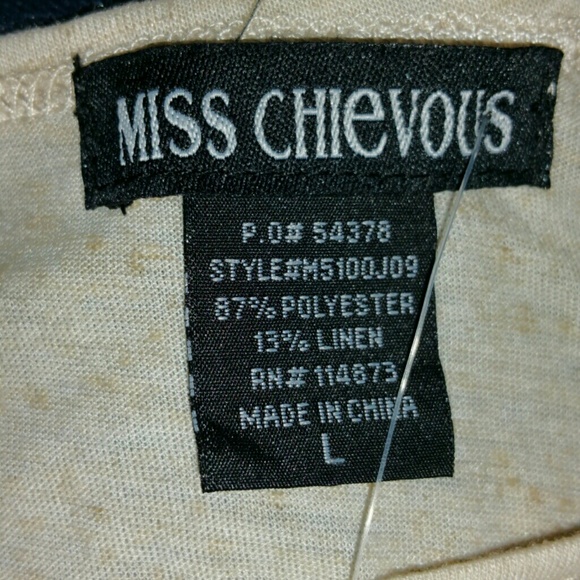 MISS CHIeVOUS
P.O# 54378
STYLE#M5100J09
87% POLYESTER
13% LINEN
RN# 114873
MADE IN CHINA
L